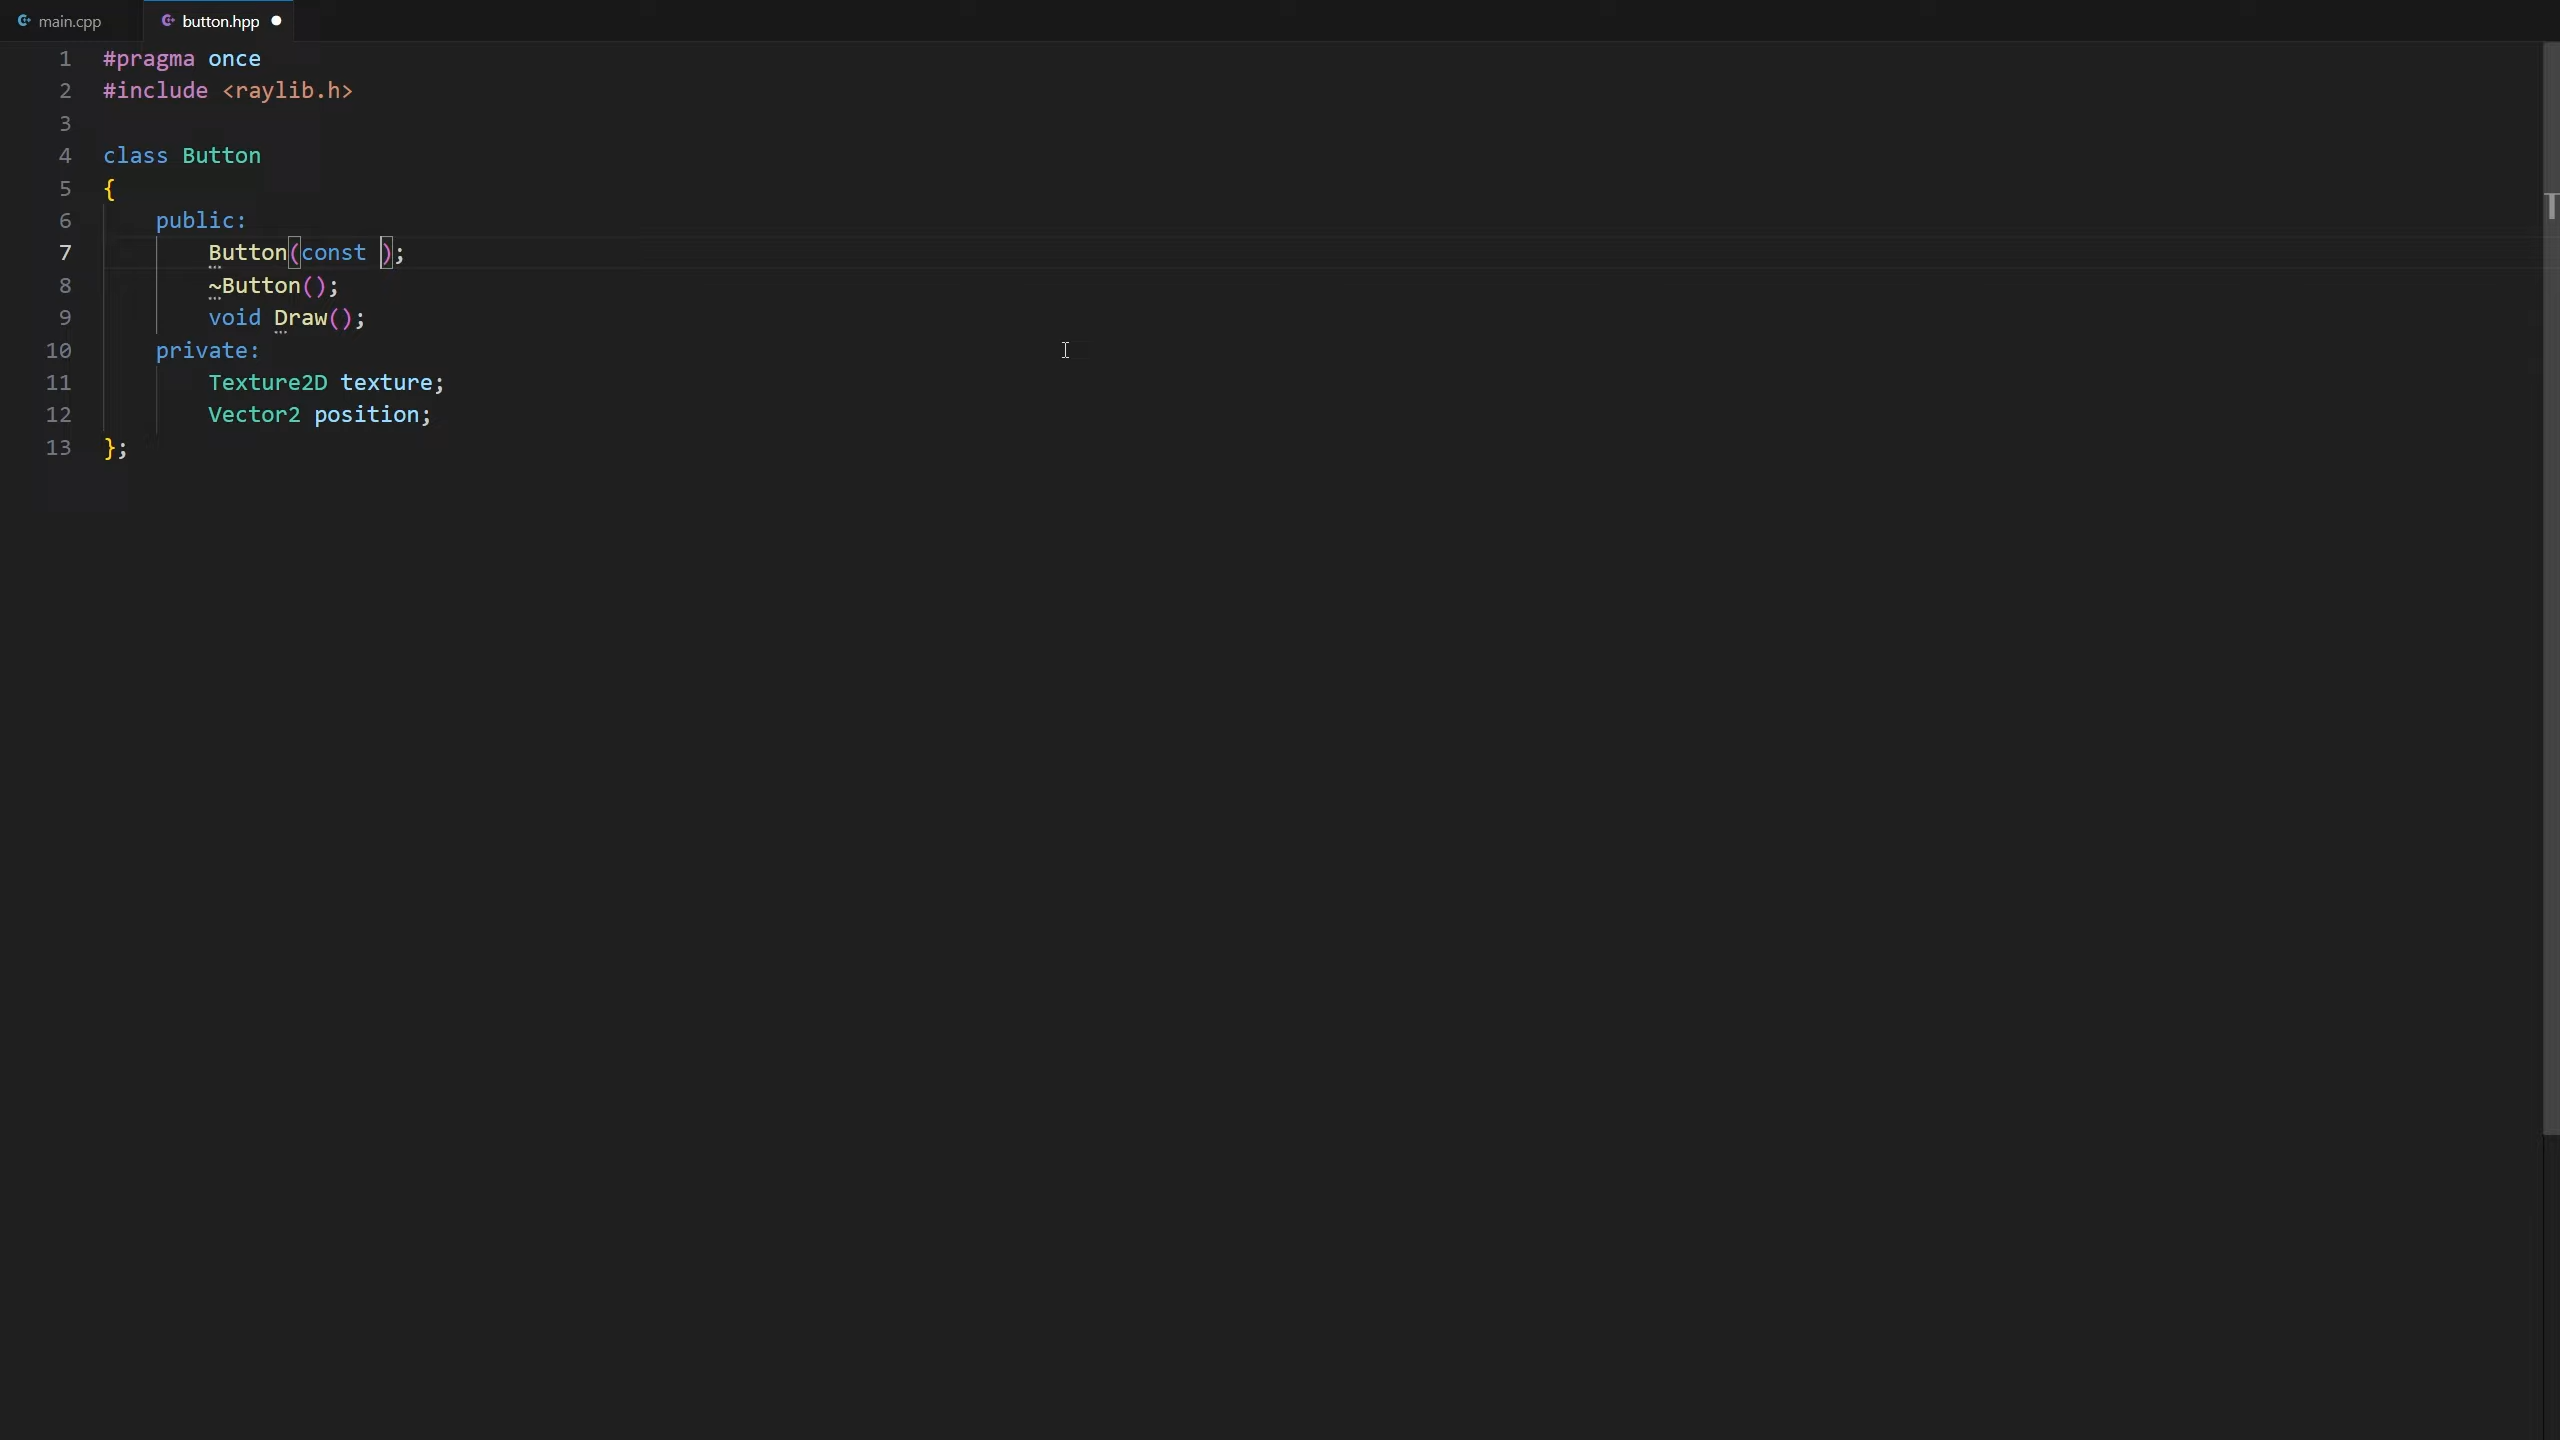 main.cpp button.hpp
1 #pragma once
2 #include <raylib.h>
3
4 class Button
5 {
6     public:
7         Button(const );
8         ~Button();
9         void Draw();
10     private:
11         Texture2D texture;
12         Vector2 position;
13 };